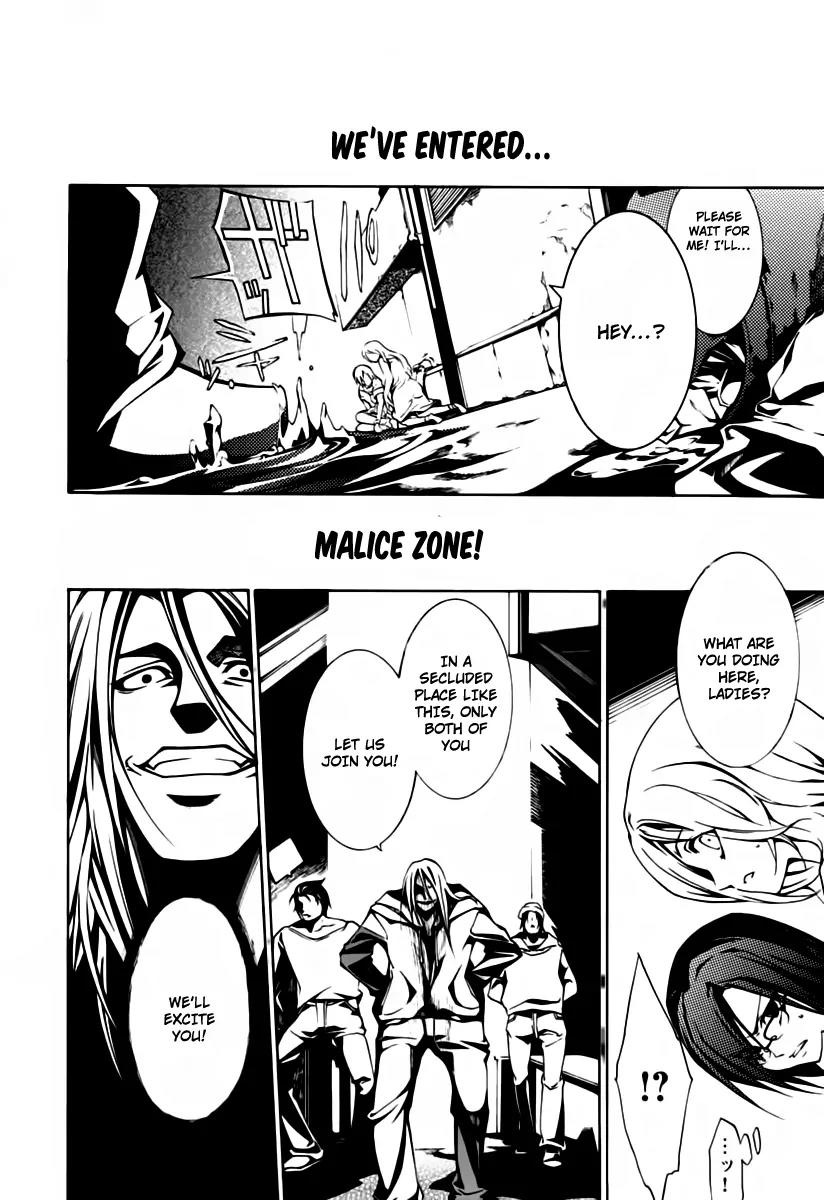 WE'VE ENTERED...
PLEASE
WAIT FOR
ME! I'LL...
HEY...?
MALICE ZONE!
WHAT ARE
YOU DOING
HERE,
LADIES?
!?
…ッ!
IN A
SECLUDED
PLACE LIKE
THIS, ONLY
BOTH OF
YOU
LET US
JOIN YOU!
WE'LL
EXCITE
YOU!